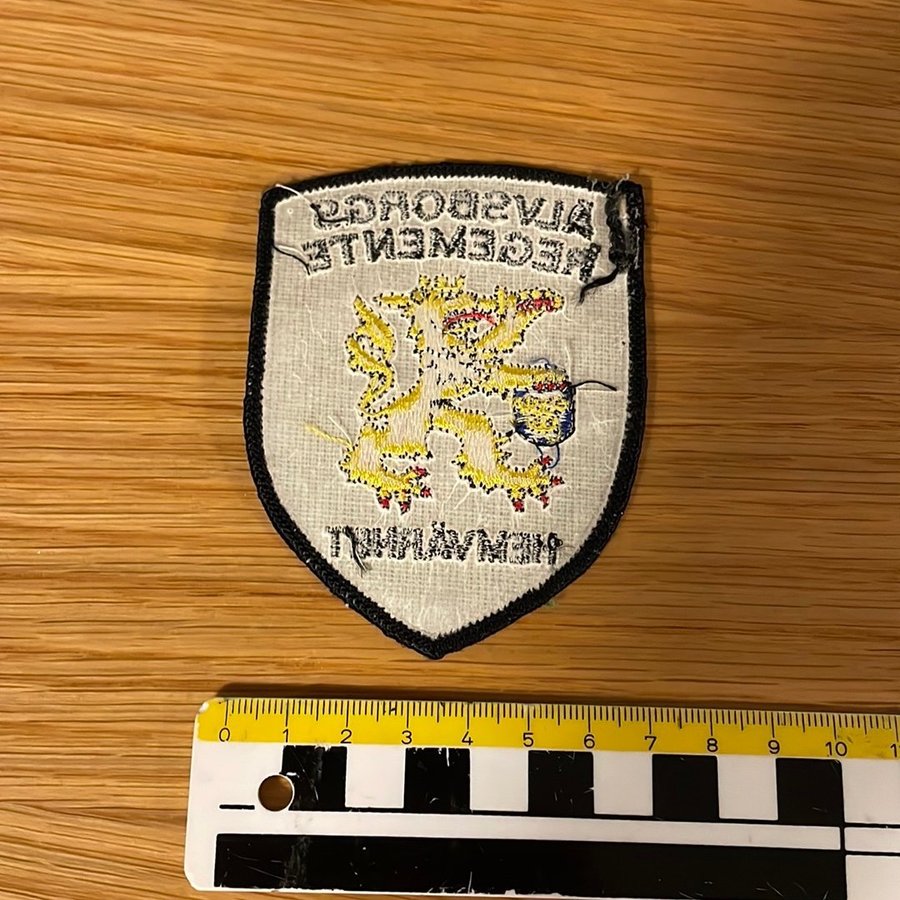 ÄLVSBORGS
REGEMENTE
HEMVÄRNET
0 1 2 3 4 5 6 7 8 9 10